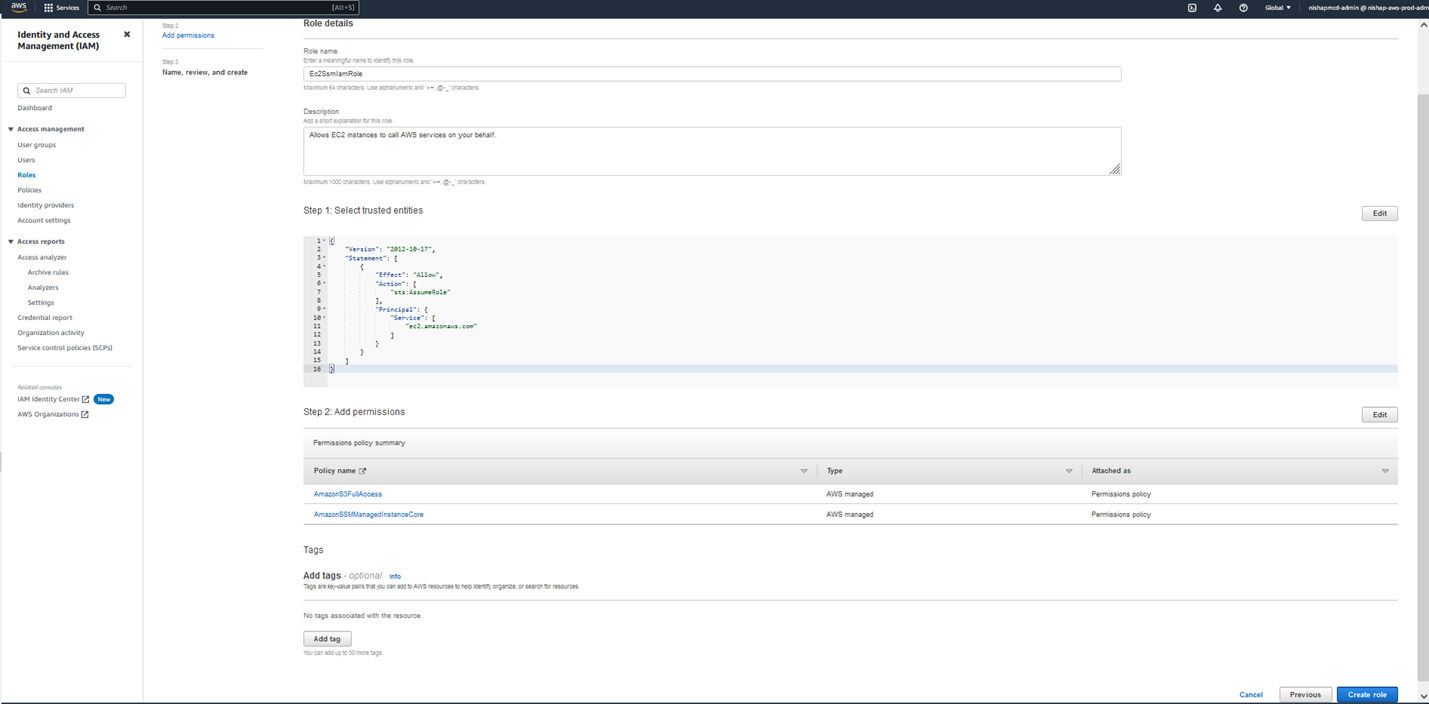 aws
Services
Search
[Alt+S]
Global
nishapmcd-admin @ nishap-aws-prod-adm
Identity and Access
Management (IAM)
Search IAM
Dashboard
Access management
User groups
Users
Roles
Policies
Identity providers
Account settings
Access reports
Access analyzer
Archive rules
Analyzers
Settings
Credential report
Organization activity
Service control policies (SCPs)
Related consoles
IAM Identity Center New
AWS Organizations
Step 2
Add permissions
Step 3
Name, review, and create
Role details
Role name
Enter a meaningful name to identify this role.
Ec2SsmIamRole
Maximum 64 characters. Use alphanumeric and '+=,.@-_' characters.
Description
Add a short explanation for this role.
Allows EC2 instances to call AWS services on your behalf.
Maximum 1000 characters. Use alphanumeric and '+=,.@-_' characters.
Step 1: Select trusted entities
Edit
1 {
2 "Version": "2012-10-17",
3 "Statement": [
4 {
5 "Effect": "Allow",
6 "Action": [
7 "sts:AssumeRole"
8 ],
9 "Principal": {
10 "Service": [
11 "ec2.amazonaws.com"
12 ]
13 }
14 }
15 ]
16 }
Step 2: Add permissions
Edit
Permissions policy summary
Policy name Type Attached as
AmazonS3FullAccess AWS managed Permissions policy
AmazonSSMManagedInstanceCore AWS managed Permissions policy
Tags
Add tags - optional Info
Tags are key-value pairs that you can add to AWS resources to help identify, organize, or search for resources.
No tags associated with the resource.
Add tag
You can add up to 50 more tags.
Cancel Previous Create role